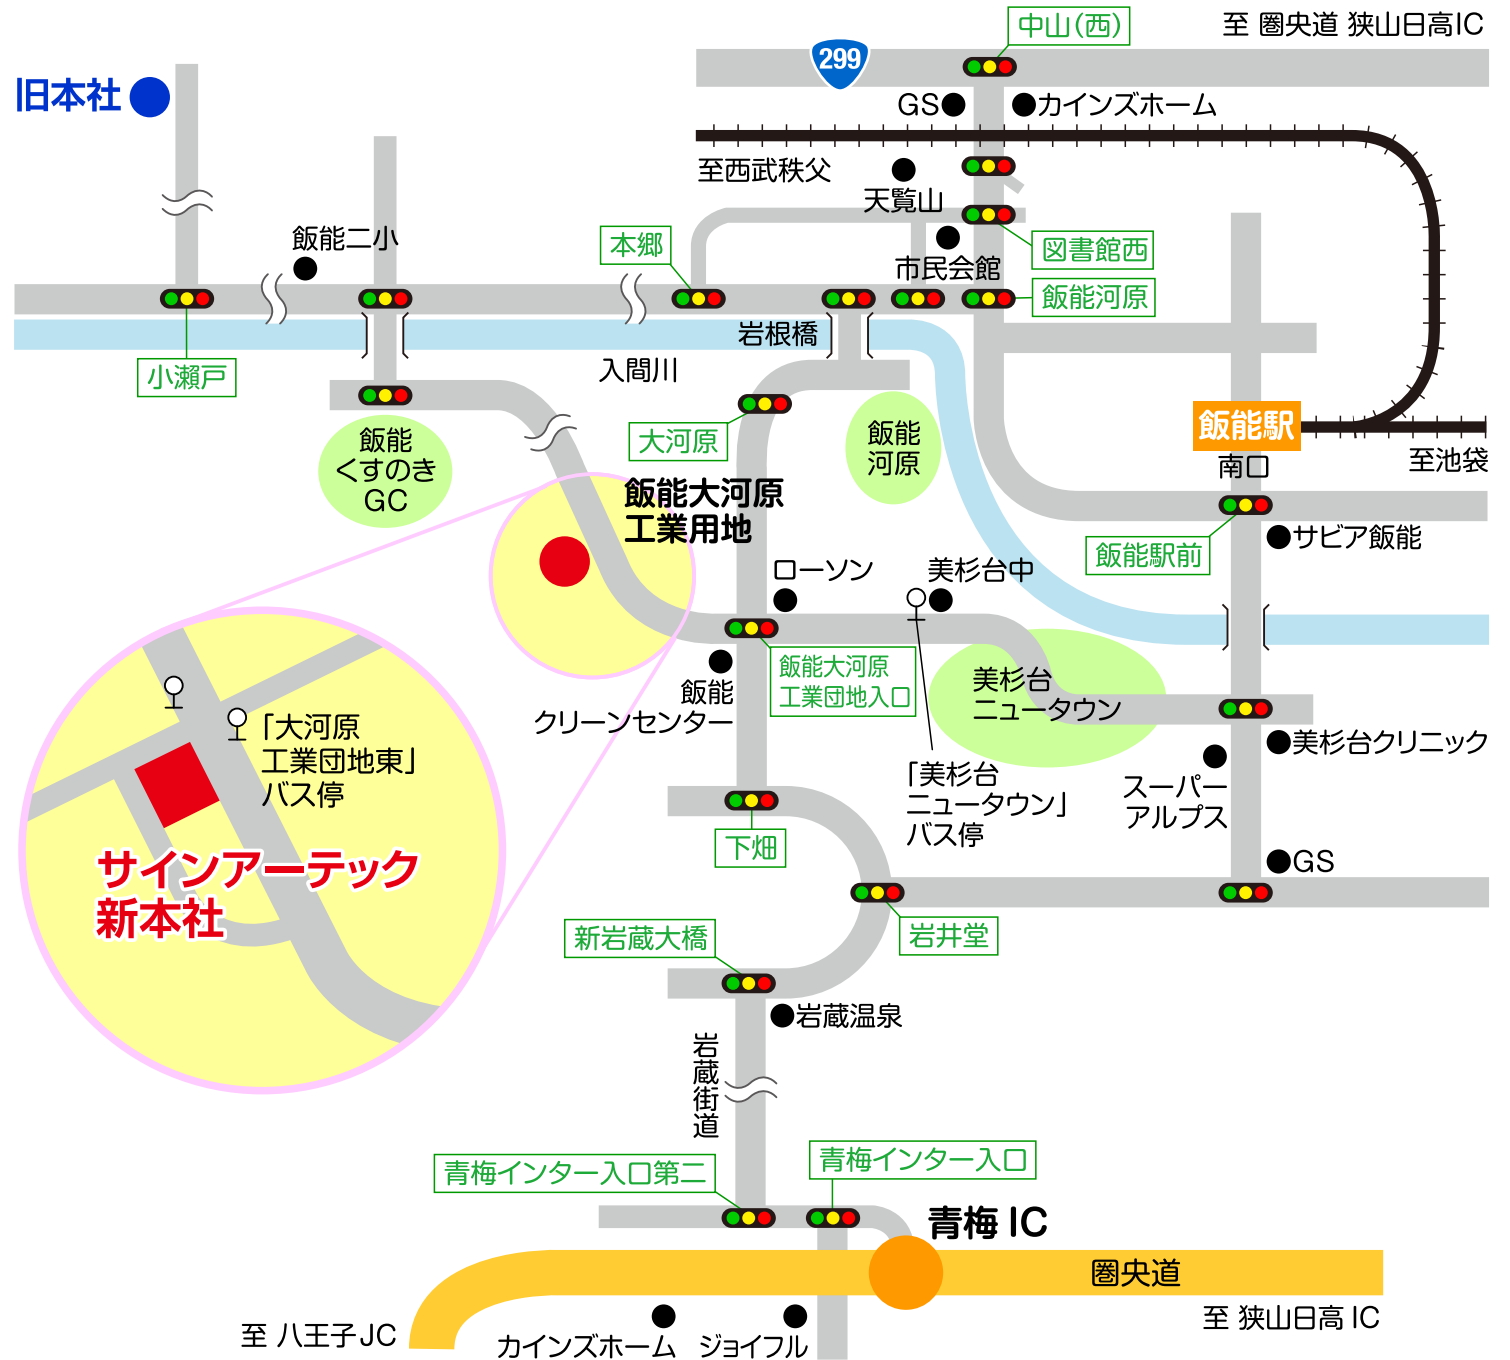 中山(西)
至 圏央道 狭山日高IC
299
旧本社
GS
カインズホーム
至西武秩父
天覧山
飯能二小
本郷
市民会館
図書館西
飯能河原
岩根橋
小瀬戸
入間川
飯能
くすのき
GC
大河原
飯能
河原
飯能駅
南口
至池袋
飯能大河原
工業用地
飯能駅前
サビア飯能
ローソン
美杉台中
飯能
クリーンセンター
飯能大河原
工業団地入口
美杉台
ニュータウン
「大河原
工業団地東」
バス停
美杉台クリニック
「美杉台
ニュータウン」
バス停
スーパー
アルプス
下畑
サインアーテック
新本社
GS
新岩蔵大橋
岩井堂
岩蔵温泉
岩蔵街道
青梅インター入口第二
青梅インター入口
青梅 IC
圏央道
至 八王子JC
カインズホーム
ジョイフル
至 狭山日高 IC